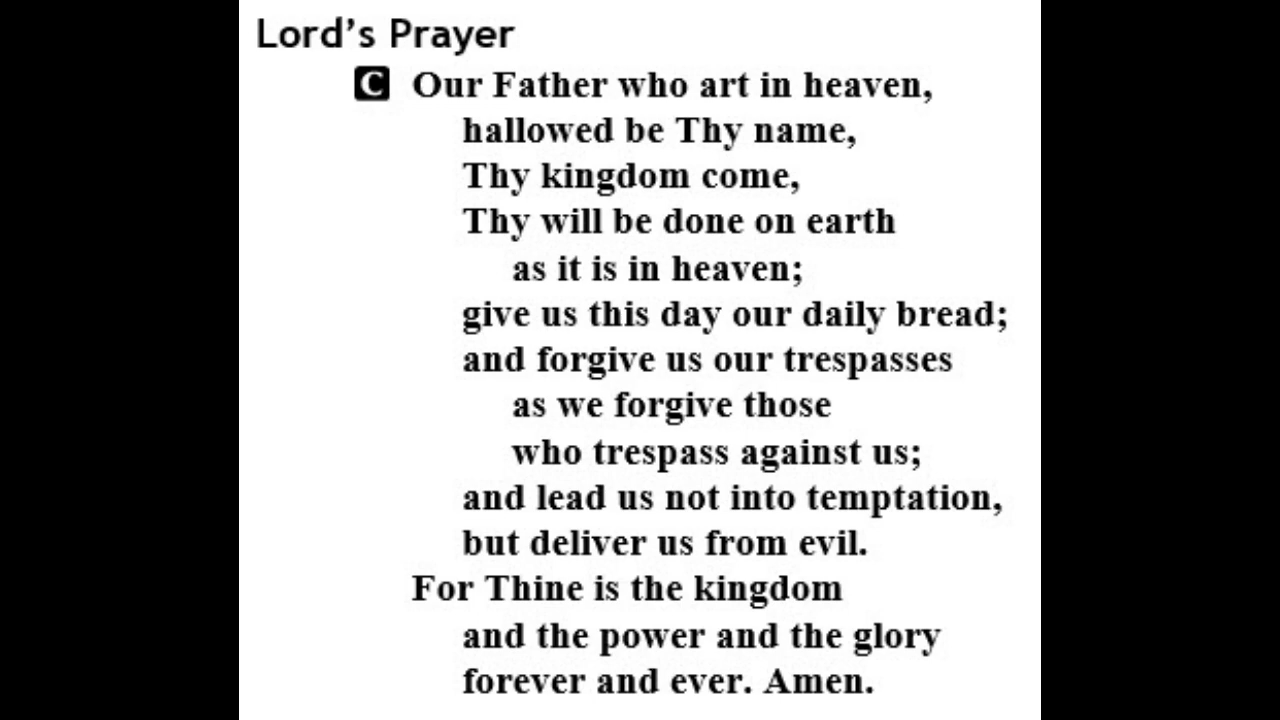 Lord’s Prayer
C Our Father who art in heaven,
hallowed be Thy name,
Thy kingdom come,
Thy will be done on earth
as it is in heaven;
give us this day our daily bread;
and forgive us our trespasses
as we forgive those
who trespass against us;
and lead us not into temptation,
but deliver us from evil.
For Thine is the kingdom
and the power and the glory
forever and ever. Amen.